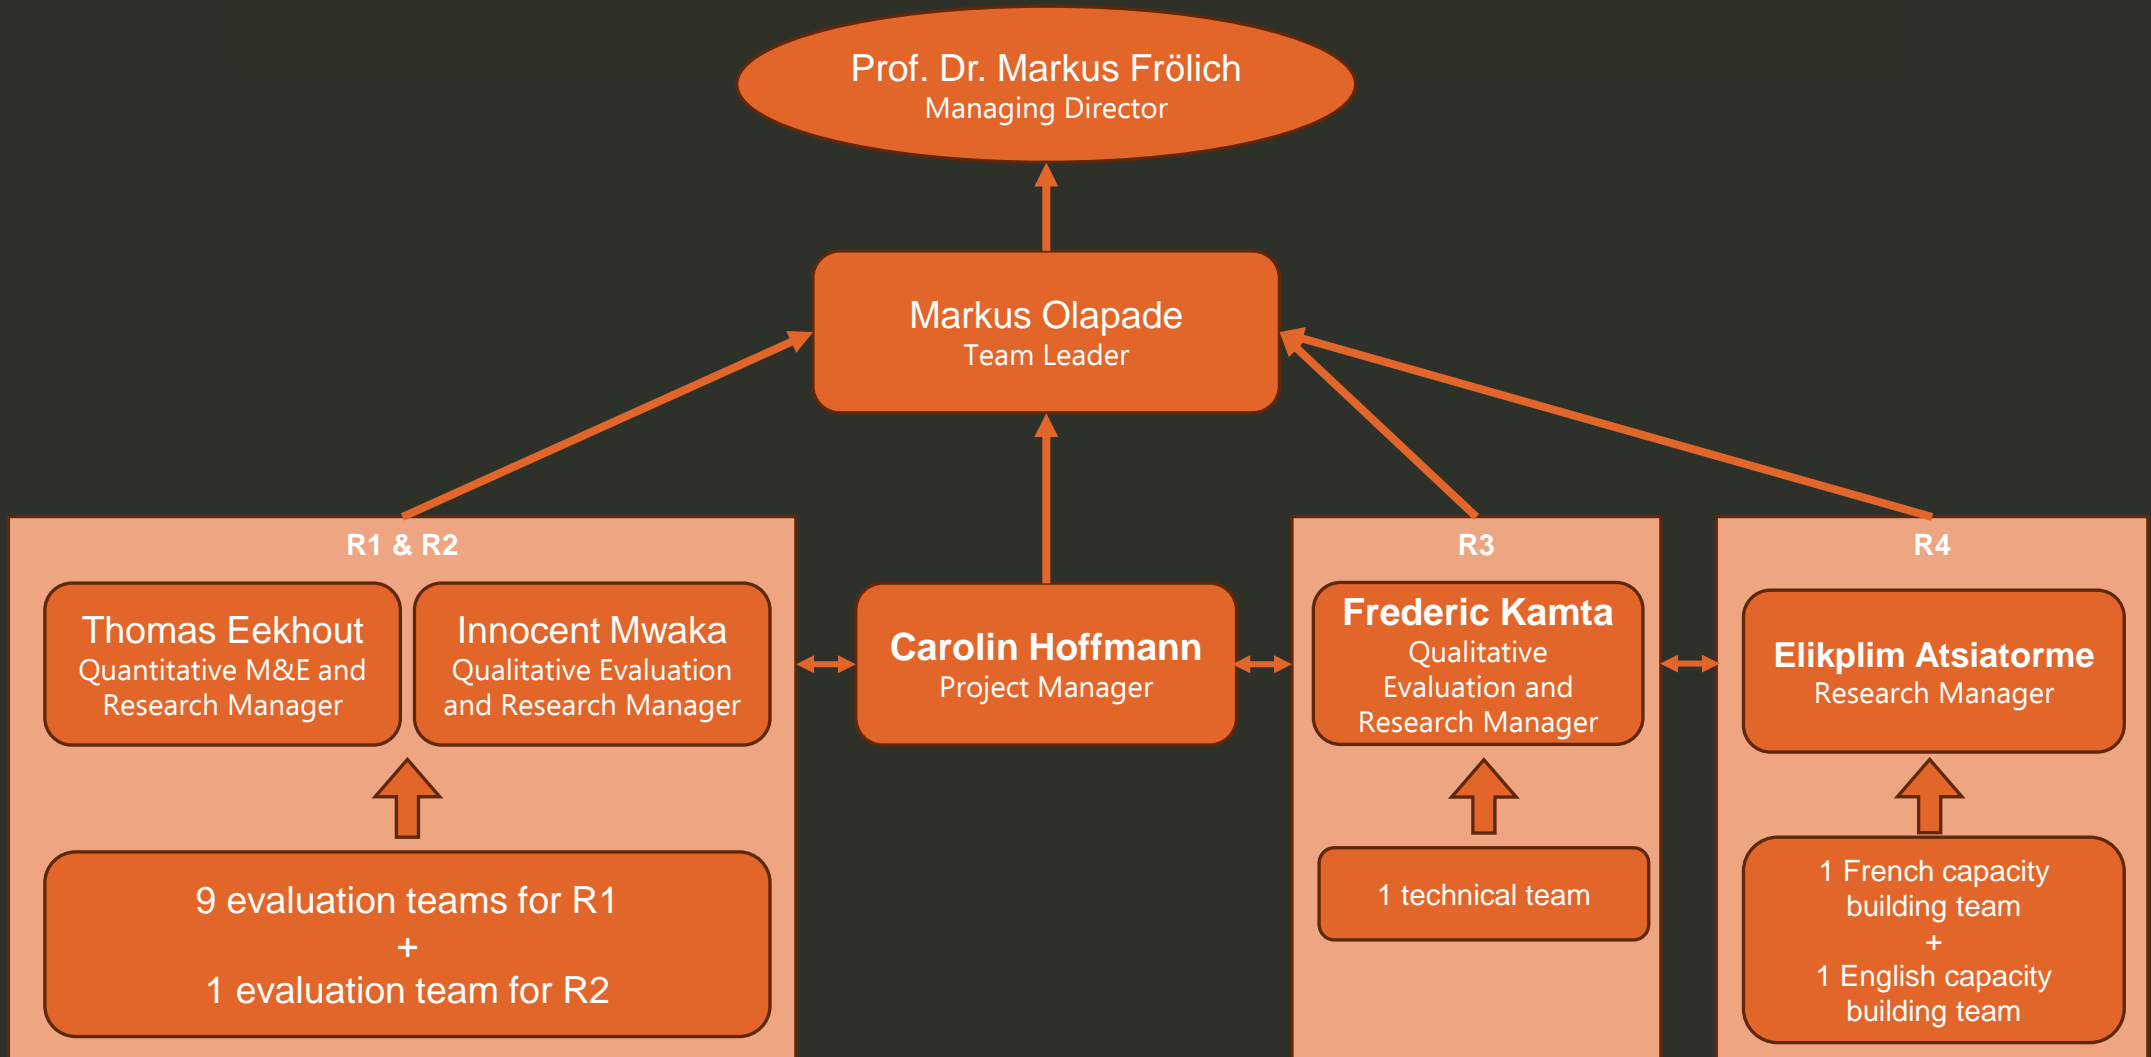 Prof. Dr. Markus Frölich
Managing Director
Markus Olapade
Team Leader
R1 & R2
Thomas Eekhout
Quantitative M&E and
Research Manager
Innocent Mwaka
Qualitative Evaluation
and Research Manager
9 evaluation teams for R1
+
1 evaluation team for R2
Carolin Hoffmann
Project Manager
R3
Frederic Kamta
Qualitative
Evaluation and
Research Manager
1 technical team
R4
Elikplim Atsiatorme
Research Manager
1 French capacity
building team
+
1 English capacity
building team